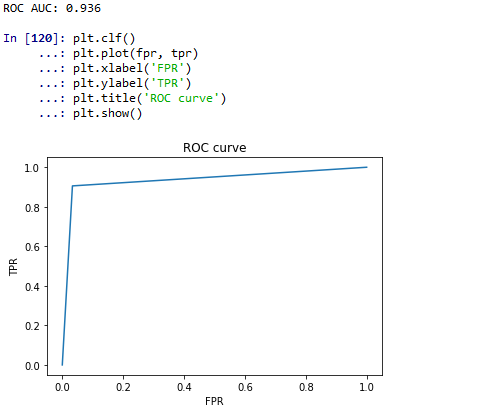 ROC AUC: 0.936
In [120]: plt.clf()
...: plt.plot(fpr, tpr)
...: plt.xlabel('FPR')
...: plt.ylabel('TPR')
...: plt.title('ROC curve')
...: plt.show()
ROC curve
1.0
0.8
0.6
0.4
0.2
0.0
TPR
0.0 0.2 0.4 0.6 0.8 1.0
FPR